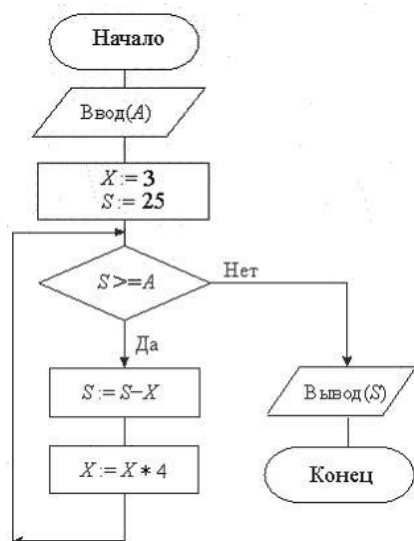 Начало
Ввод(A)
X := 3
S := 25
S >= A
Нет
Да
S := S–X
X := X * 4
Вывод(S)
Конец